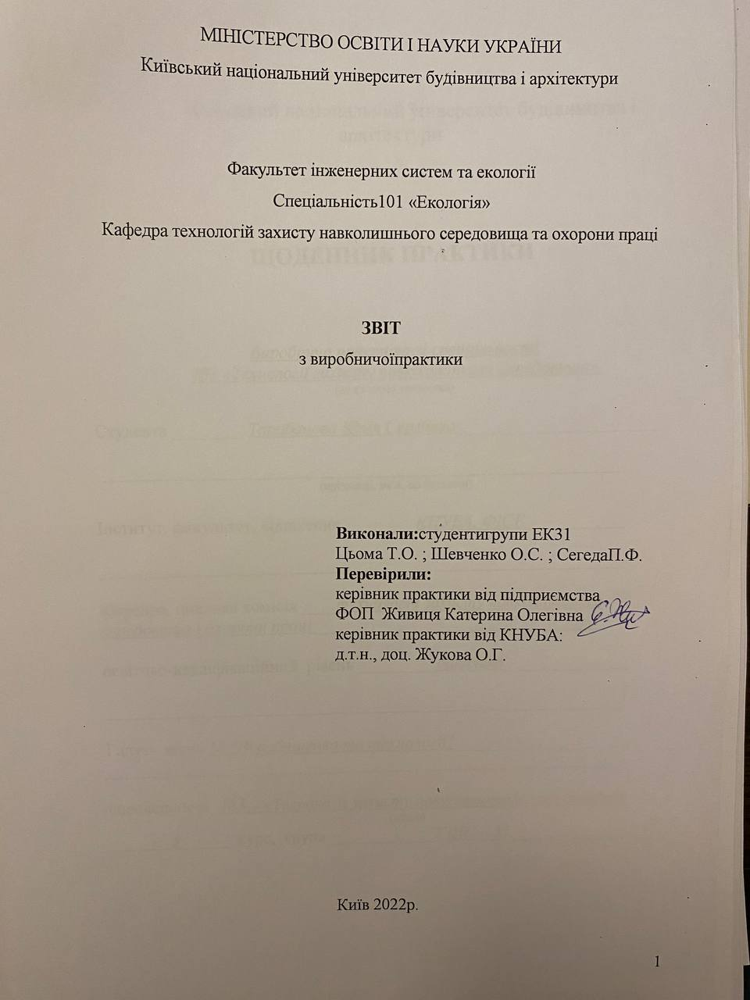 МІНІСТЕРСТВО ОСВІТИ І НАУКИ УКРАЇНИ
Київський національний університет будівництва і архітектури
Факультет інженерних систем та екології
Спеціальність101 «Екологія»
Кафедра технологій захисту навколишнього середовища та охорони праці
ЩОДЕННИК ПРАКТИКИ
ЗВІТ
з виробничоїпрактики
Виконали:студентигрупи ЕК31
Цьома Т.О. ; Шевченко О.С. ; СегедаП.Ф.
Перевірили:
керівник практики від підприємства
ФОП Живиця Катерина Олегівна
керівник практики від КНУБА:
д.т.н., доц. Жукова О.Г.
Київ 2022р.
1